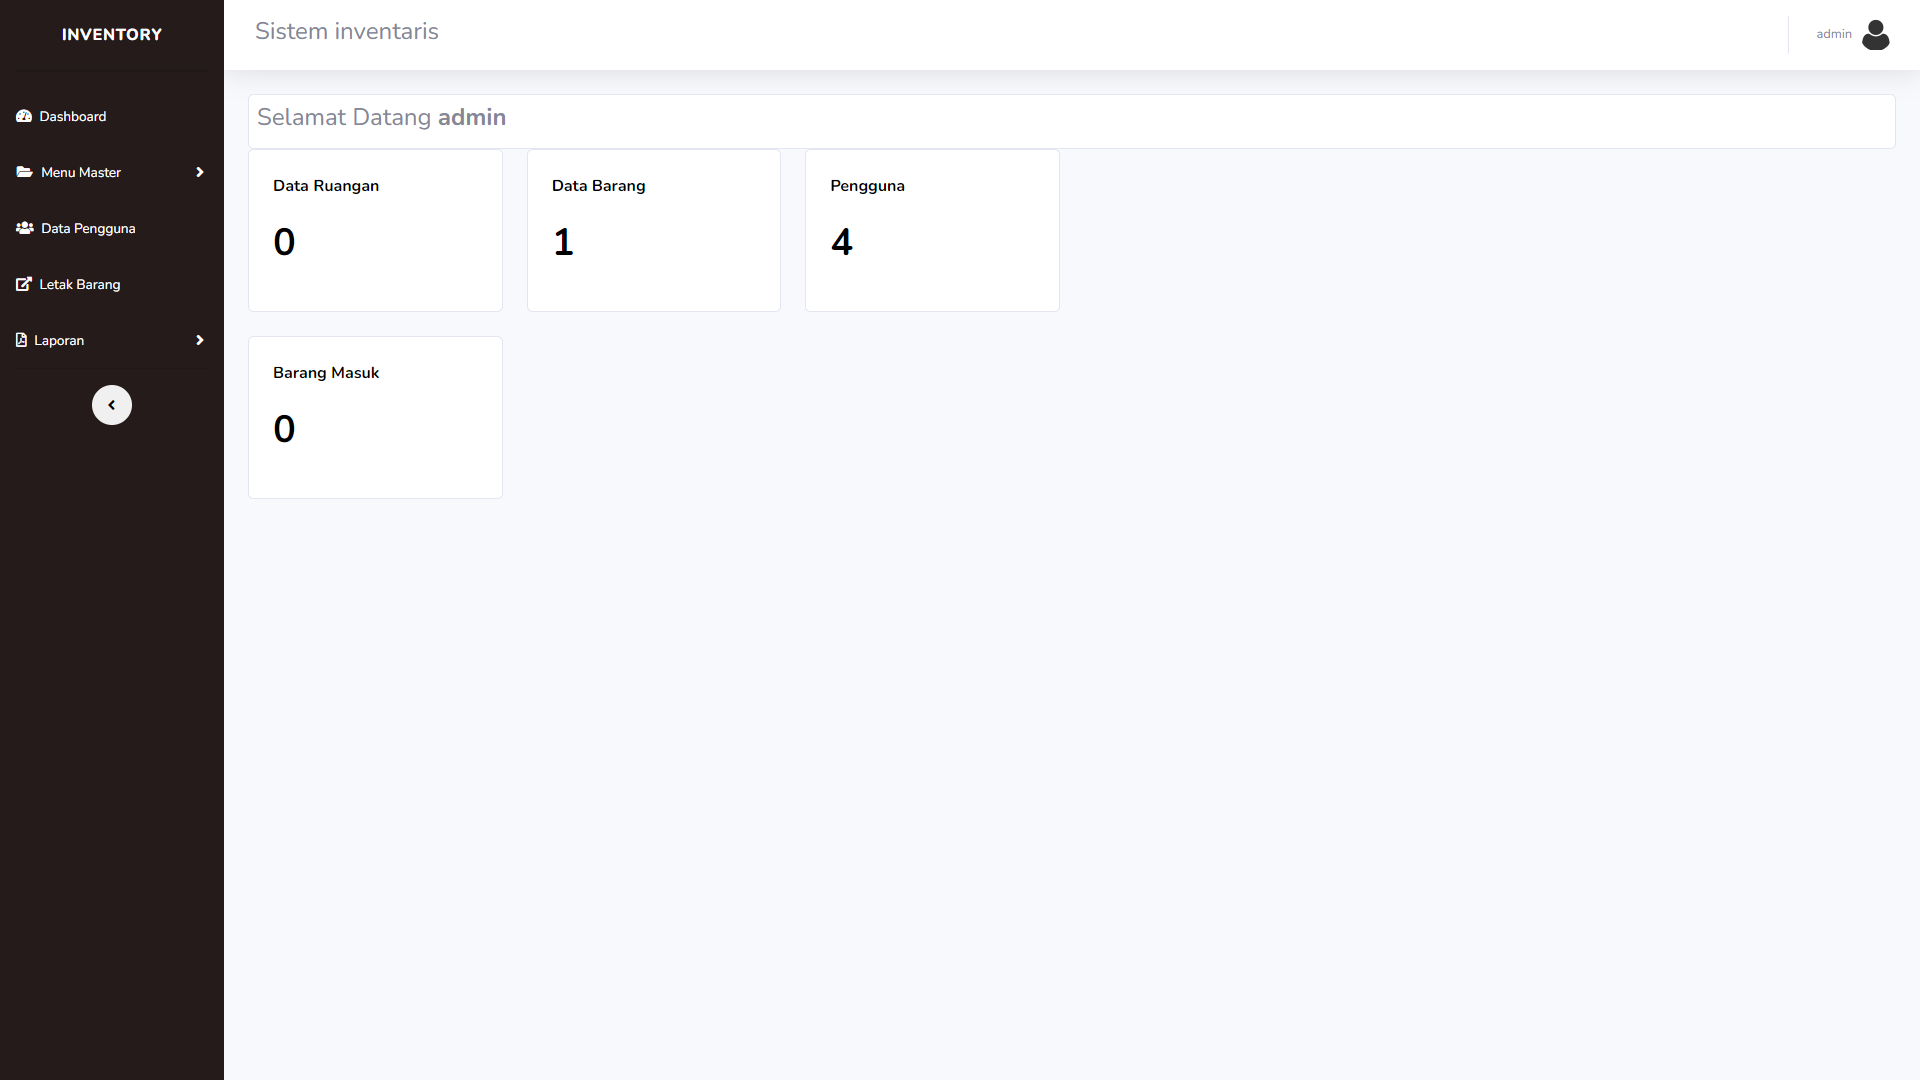 INVENTORY
Dashboard
Menu Master
Data Pengguna
Letak Barang
Laporan
Sistem inventaris
admin
Selamat Datang admin
Data Ruangan
0
Data Barang
1
Pengguna
4
Barang Masuk
0